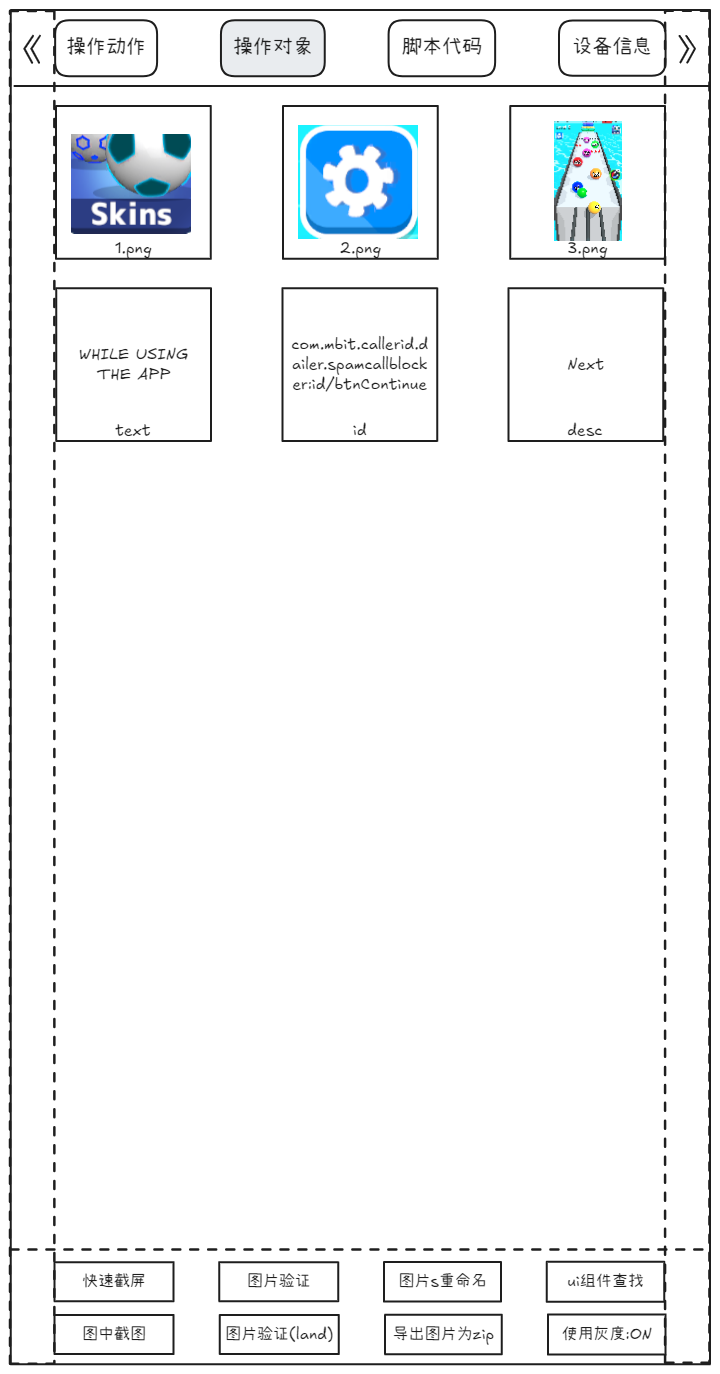 《 操作动作 操作对象 脚本代码 设备信息 》
Skins
1.png 2.png 3.png
WHILE USING
THE APP
text
com.mbit.callerid.d
ailer.spamcallblock
er:id/btnContinue
id
Next
desc
快速截屏 图片验证 图片s重命名 ui组件查找
图中截图 图片验证(land) 导出图片为zip 使用灰度:ON